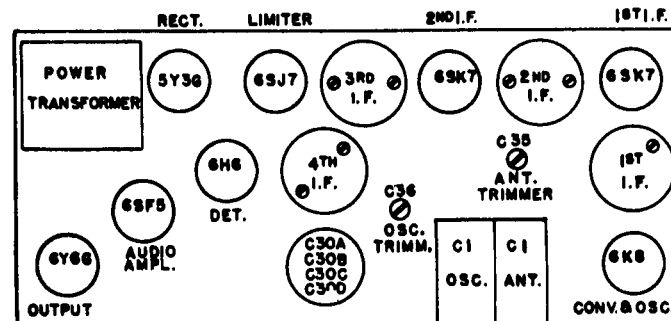 RECT.
LIMITER
2ND I.F.
1ST I.F.
POWER
TRANSFORMER
5Y3G
6SJ7
3RD
I.F.
6SK7
2ND
I.F.
6SK7
6H6
DET.
4TH
I.F.
C35
ANT.
TRIMMER
1ST
I.F.
6SF5
AUDIO
AMPL.
C36
OSC.
TRIMM.
6Y6G
OUTPUT
C30A
C30B
C30C
C30D
C1
OSC.
C1
ANT.
6K8
CONV.& OSC